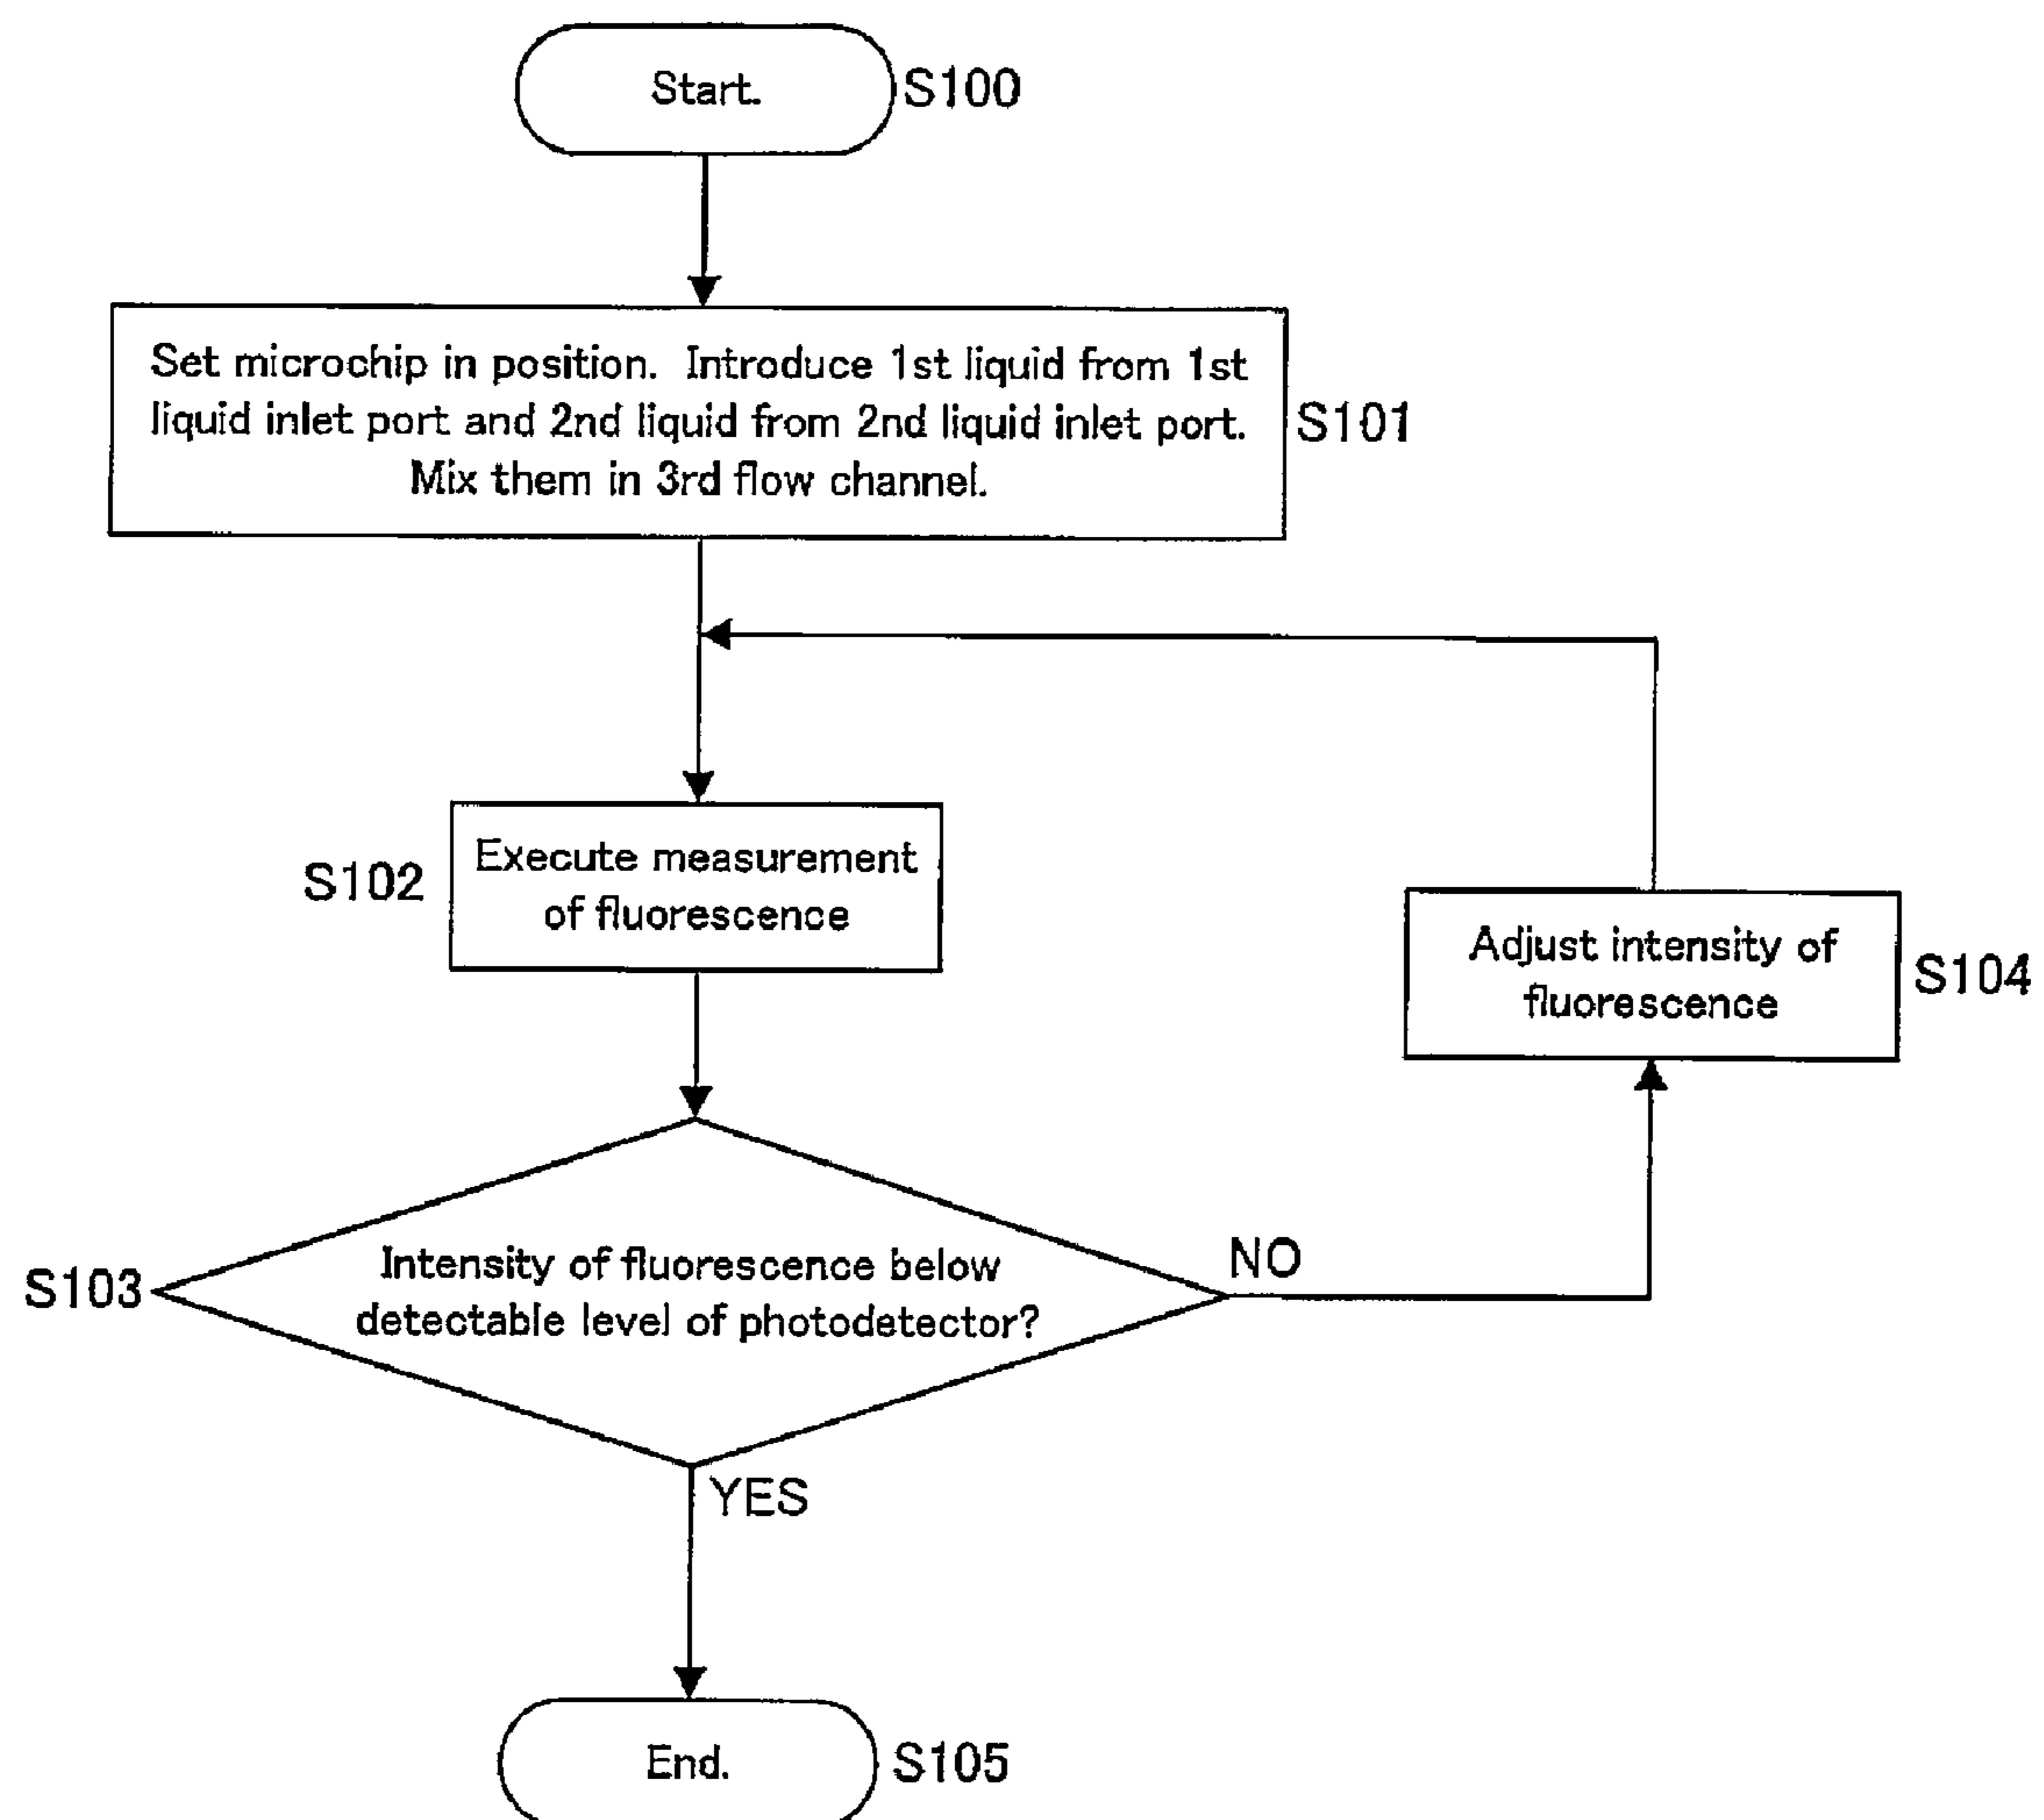 Start.
S100
Set microchip in position. Introduce 1st liquid from 1st
liquid inlet port and 2nd liquid from 2nd liquid inlet port.
Mix them in 3rd flow channel.
S101
S102
Execute measurement
of fluorescence
Adjust intensity of
fluorescence
S104
S103
Intensity of fluorescence below
detectable level of photodetector?
NO
YES
End.
S105